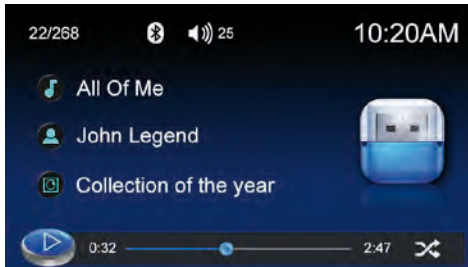 22/268 25 10:20AM
All Of Me
John Legend
Collection of the year
0:32 2:47